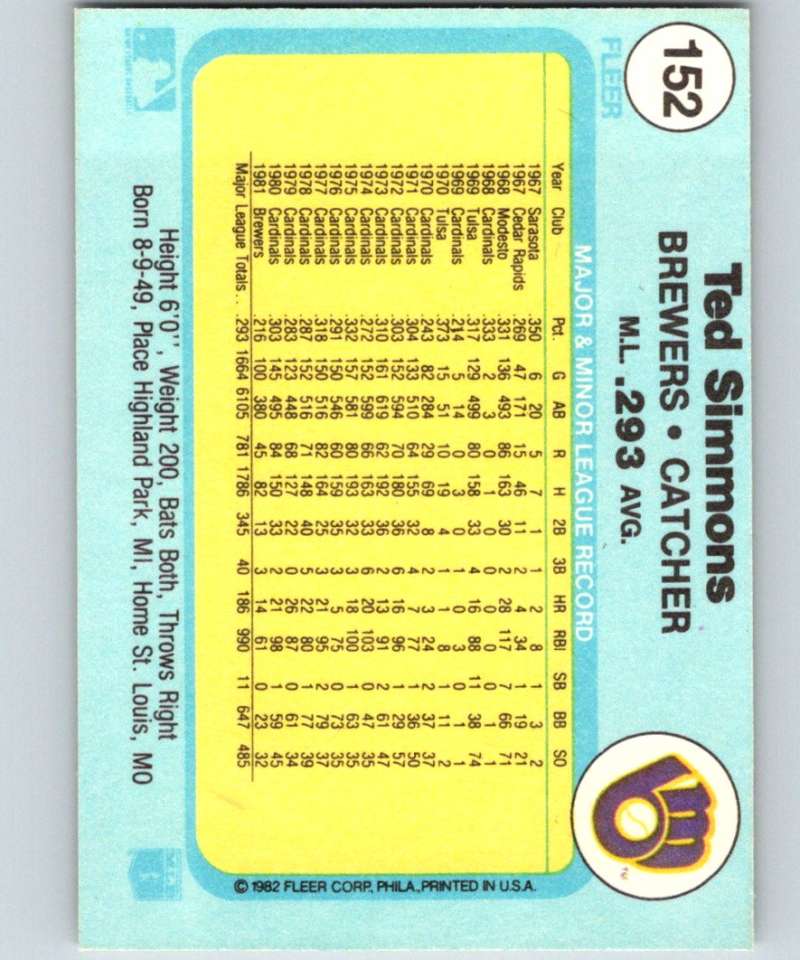 152
FLEER
Ted Simmons
BREWERS • CATCHER
M.L. .293 AVG.
MAJOR & MINOR LEAGUE RECORD
Year Club Pct. G AB R H 2B 3B HR RBI SB BB SO
1967 Sarasota .350 6 20 5 7 1 1 2 8 1 3 2
1967 Cedar Rapids .269 47 171 15 46 11 2 4 34 1 19 21
1968 Modesto .331 136 493 86 163 30 2 28 117 7 66 71
1968 Cardinals .333 2 3 0 1 0 0 0 0 0 1 1
1969 Tulsa .317 129 499 80 158 33 4 16 88 11 38 74
1969 Cardinals .214 5 14 0 3 0 1 0 3 0 1 1
1970 Tulsa .373 15 51 10 19 4 1 1 8 1 11 2
1970 Cardinals .243 82 284 29 69 8 2 3 24 2 37 37
1971 Cardinals .304 133 510 64 155 32 4 7 77 1 36 50
1972 Cardinals .303 152 594 70 180 36 6 16 96 1 29 57
1973 Cardinals .310 161 619 62 192 36 2 13 91 2 61 47
1974 Cardinals .272 152 599 66 163 33 6 20 103 0 47 35
1975 Cardinals .332 157 581 80 193 32 3 18 100 1 63 35
1976 Cardinals .291 150 546 60 159 35 3 5 75 0 73 35
1977 Cardinals .318 150 516 82 164 25 3 21 95 2 79 37
1978 Cardinals .287 152 516 71 148 40 5 22 80 1 77 39
1979 Cardinals .283 123 448 68 127 22 0 26 87 0 61 34
1980 Cardinals .303 145 495 84 150 33 2 21 98 1 59 45
1981 Brewers .216 100 380 45 82 13 3 14 61 0 23 32
Major League Totals . . .293 1664 6105 781 1786 345 40 186 990 11 647 485
© 1982 FLEER CORP., PHILA., PRINTED IN U.S.A.
Height 6'0'', Weight 200, Bats Both, Throws Right
Born 8-9-49, Place Highland Park, MI, Home St. Louis, MO
TM